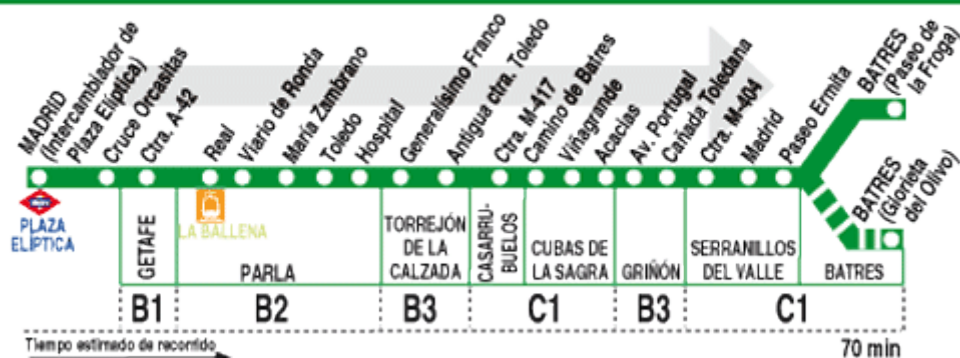 MADRID
(Intercambiador de
Plaza Elíptica)
Cruce Orcasitas
Ctra. A-42
Real
Viario de Ronda
María Zambrano
Toledo
Hospital
Generalísimo Franco
Antigua ctra. Toledo
Ctra. M-417
Camino de Batres
Viñagrande
Acacias
Av. Portugal
Cañada Toledana
Ctra. M-404
Madrid
Paseo Ermita
BATRES
(Paseo de
la Froga)
BATRES
(Glorieta
del Olivo)
PLAZA
ELÍPTICA
LA BALLENA
GETAFE
PARLA
TORREJÓN
DE LA
CALZADA
CASARRU-
BUELOS
CUBAS DE
LA SAGRA
GRIÑÓN
SERRANILLOS
DEL VALLE
BATRES
B1
B2
B3
C1
B3
C1
Tiempo estimado de recorrido
70 min